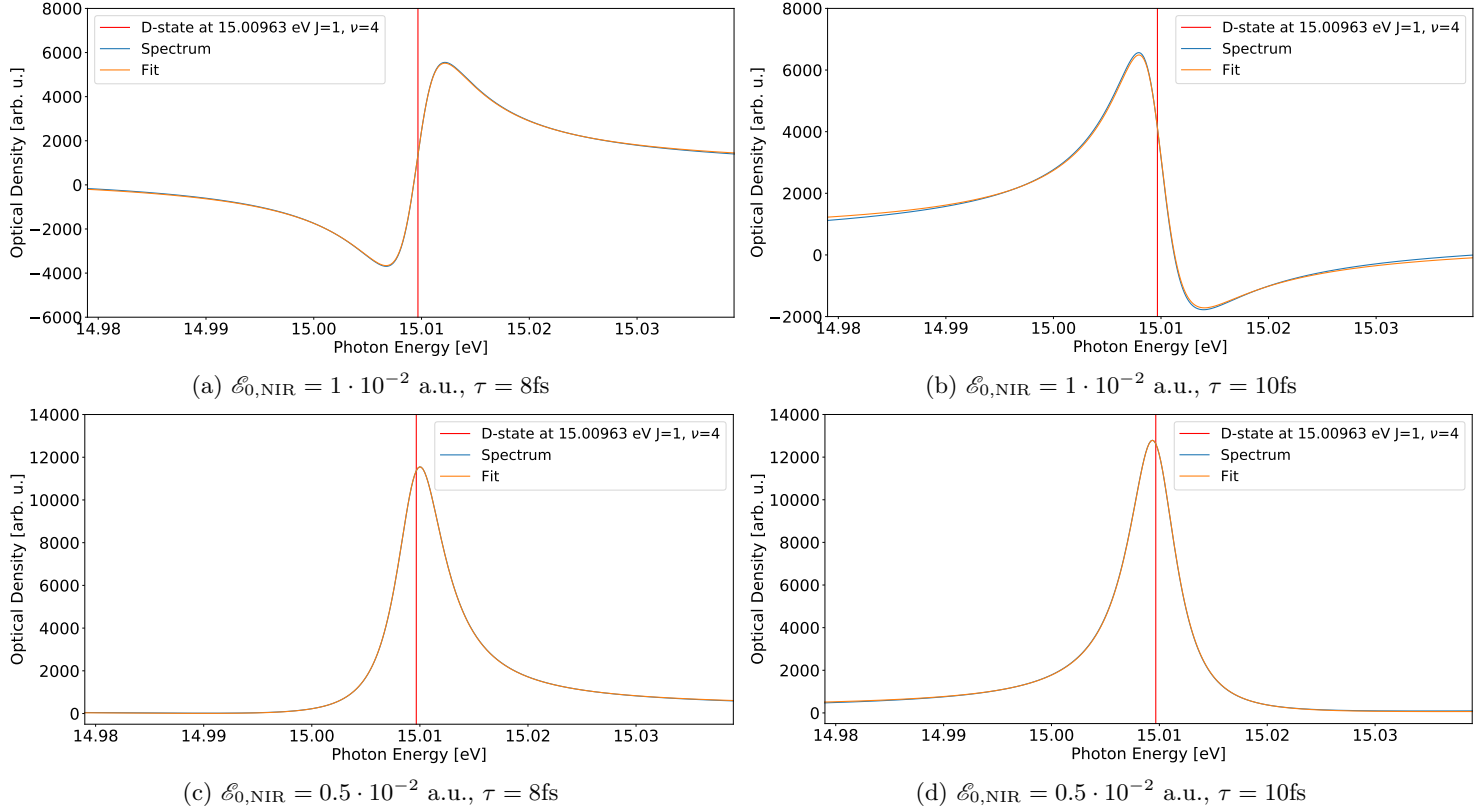 8000
6000
4000
2000
0
−2000
−4000
−6000
Optical Density [arb. u.]
D-state at 15.00963 eV J=1, ν=4
Spectrum
Fit
14.98 14.99 15.00 15.01 15.02 15.03
Photon Energy [eV]
(a) ℰ0,NIR = 1 · 10−2 a.u., τ = 8fs
8000
6000
4000
2000
0
−2000
Optical Density [arb. u.]
D-state at 15.00963 eV J=1, ν=4
Spectrum
Fit
14.98 14.99 15.00 15.01 15.02 15.03
Photon Energy [eV]
(b) ℰ0,NIR = 1 · 10−2 a.u., τ = 10fs
14000
12000
10000
8000
6000
4000
2000
0
Optical Density [arb. u.]
D-state at 15.00963 eV J=1, ν=4
Spectrum
Fit
14.98 14.99 15.00 15.01 15.02 15.03
Photon Energy [eV]
(c) ℰ0,NIR = 0.5 · 10−2 a.u., τ = 8fs
14000
12000
10000
8000
6000
4000
2000
0
Optical Density [arb. u.]
D-state at 15.00963 eV J=1, ν=4
Spectrum
Fit
14.98 14.99 15.00 15.01 15.02 15.03
Photon Energy [eV]
(d) ℰ0,NIR = 0.5 · 10−2 a.u., τ = 10fs